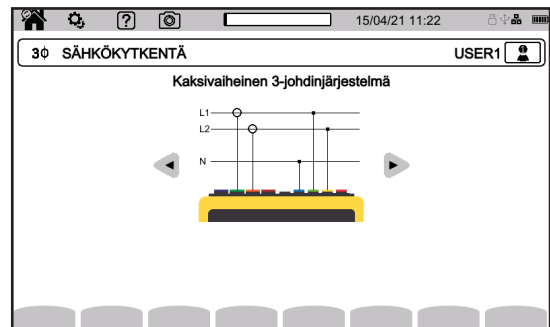 ? 15/04/21 11:22
3φ SÄHKÖKYTKENTÄ USER1
Kaksivaiheinen 3-johdinjärjestelmä
L1
L2
N